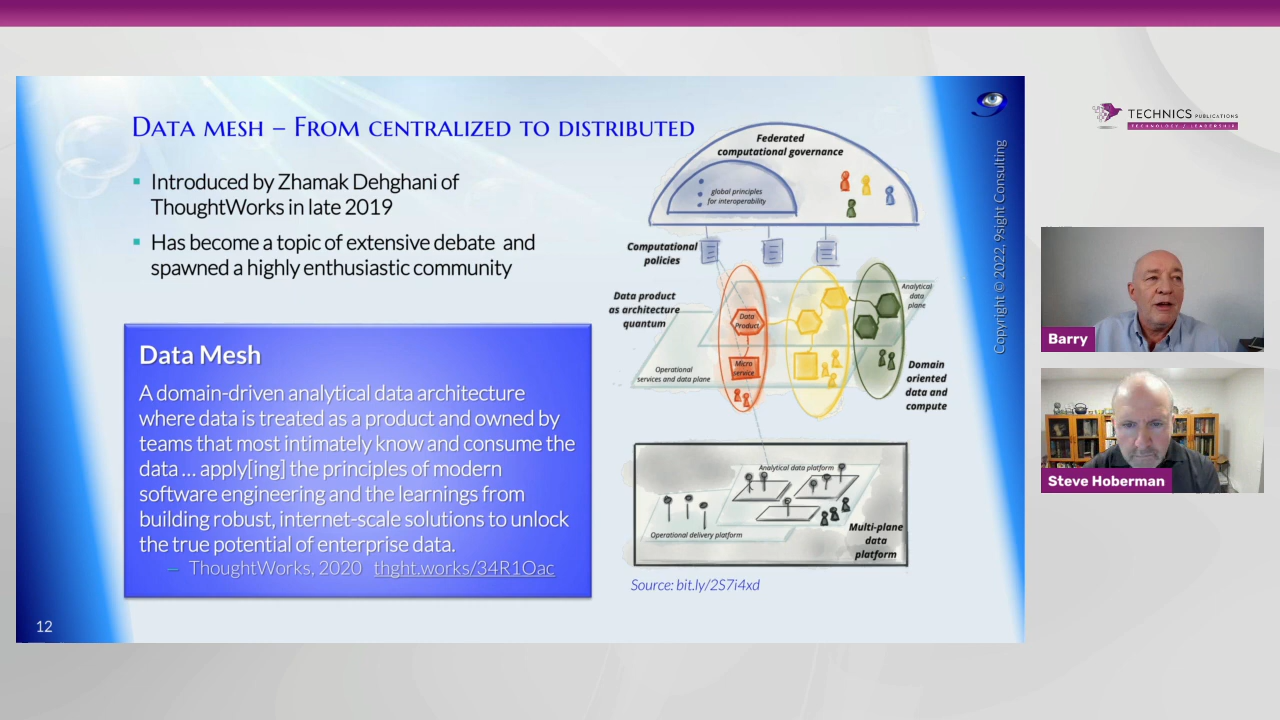 DATA MESH – FROM CENTRALIZED TO DISTRIBUTED
Introduced by Zhamak Dehghani of
ThoughtWorks in late 2019
Has become a topic of extensive debate and
spawned a highly enthusiastic community
Data Mesh
A domain-driven analytical data architecture
where data is treated as a product and owned by
teams that most intimately know and consume the
data ... apply[ing] the principles of modern
software engineering and the learnings from
building robust, internet-scale solutions to unlock
the true potential of enterprise data.
– ThoughtWorks, 2020 thght.works/34R1Oac
12
Federated
computational governance
global principles
for interoperability
Computational
policies
Data product
as architecture
quantum
Analytical
data
plane
Data
Product
Micro
service
Operational
services and data plane
Domain
oriented
data and
compute
Analytical data platform
Operational delivery platform
Multi-plane
data
platform
Source: bit.ly/2S7i4xd
Copyright © 2022, 9sight Consulting
TECHNICS PUBLICATIONS
TECHNOLOGY / LEADERSHIP
Barry
Steve Hoberman